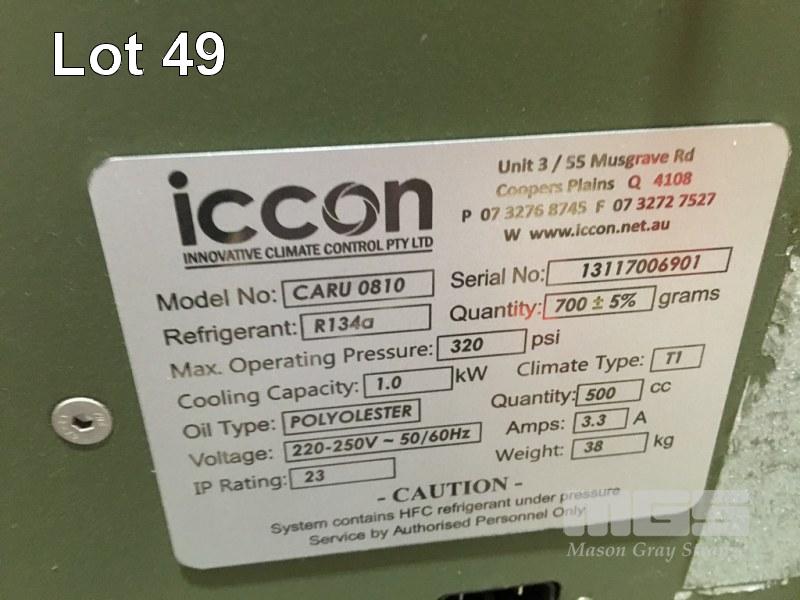 Lot 49
iccon
INNOVATIVE CLIMATE CONTROL PTY LTD
Unit 3 / 55 Musgrave Rd
Coopers Plains Q 4108
P 07 3276 8745 F 07 3272 7527
W www.iccon.net.au
Model No: CARU 0810 Serial No: 13117006901
Refrigerant: R134a Quantity: 700 ± 5% grams
Max. Operating Pressure: 320 psi
Cooling Capacity: 1.0 kW Climate Type: T1
Oil Type: POLYOLESTER Quantity: 500 cc
Voltage: 220-250V ~ 50/60Hz Amps: 3.3 A
IP Rating: 23 Weight: 38 kg
- CAUTION -
System contains HFC refrigerant under pressure
Service by Authorised Personnel Only
MGS
Mason Gray